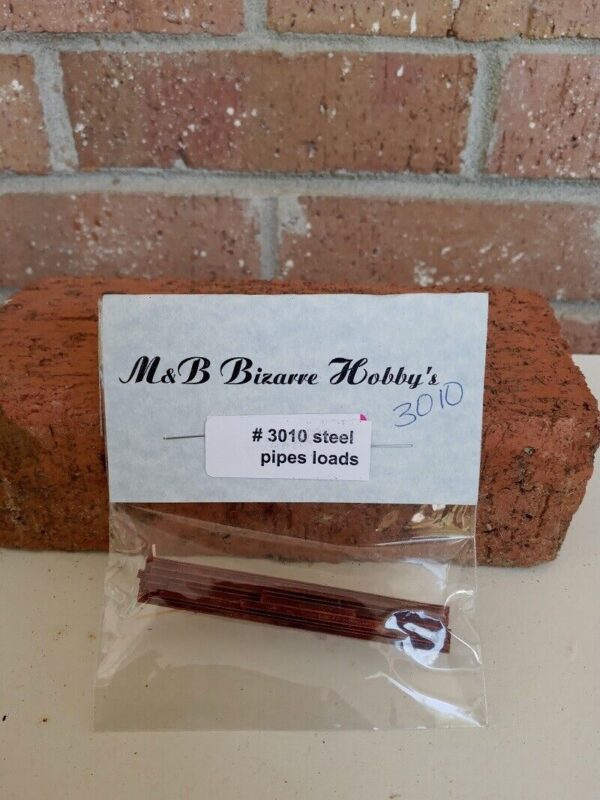 M&B Bizarre Hobby's
3010
# 3010 steel
pipes loads